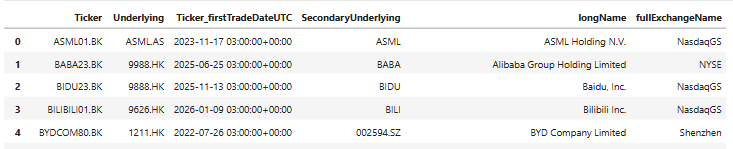 Ticker Underlying Ticker_firstTradeDateUTC SecondaryUnderlying longName fullExchangeName
0 ASML01.BK ASML.AS 2023-11-17 03:00:00+00:00 ASML ASML Holding N.V. NasdaqGS
1 BABA23.BK 9988.HK 2025-06-25 03:00:00+00:00 BABA Alibaba Group Holding Limited NYSE
2 BIDU23.BK 9888.HK 2025-11-13 03:00:00+00:00 BIDU Baidu, Inc. NasdaqGS
3 BILIBILI01.BK 9626.HK 2026-01-09 03:00:00+00:00 BILI Bilibili Inc. NasdaqGS
4 BYDCOM80.BK 1211.HK 2022-07-26 03:00:00+00:00 002594.SZ BYD Company Limited Shenzhen